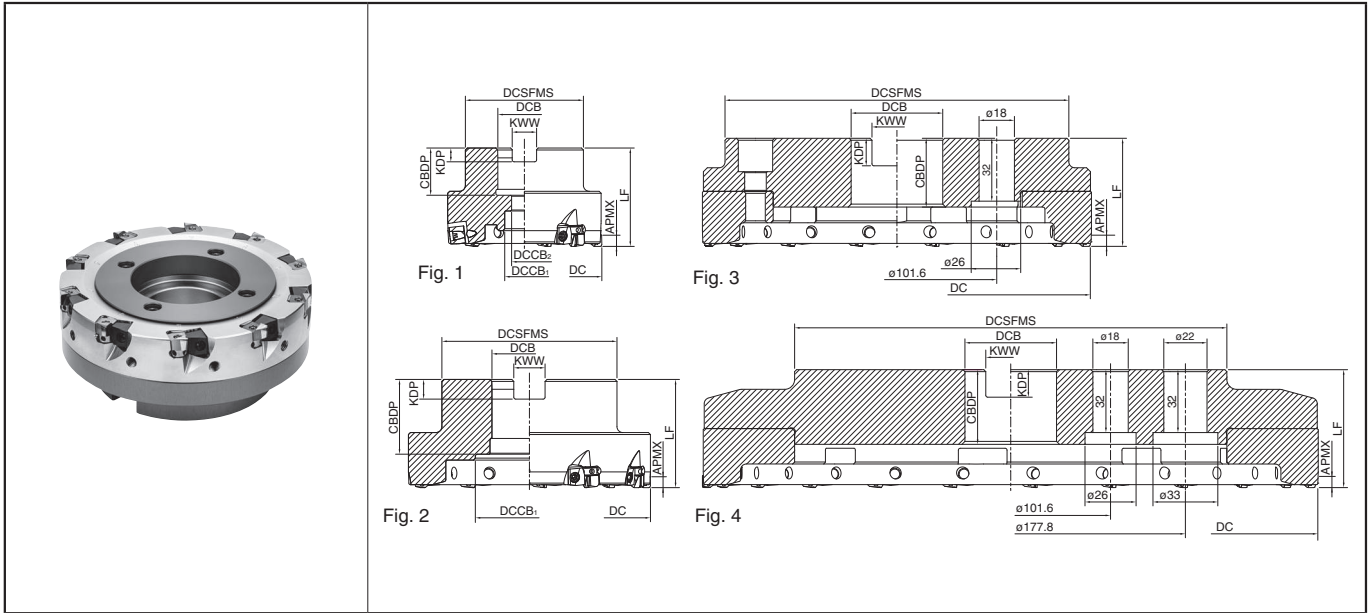 DCSFMS
DCB
KWW
KDP
CBDP
LF
APMX
DCCB₂
DCCB₁
DC
Fig. 1
DCSFMS
DCB
KWW
ø18
KDP
CBDP
32
LF
APMX
ø26
ø101.6
DC
Fig. 3
DCSFMS
DCB
KWW
KDP
CBDP
LF
APMX
DCCB₁
DC
Fig. 2
DCSFMS
DCB
KWW
ø18
ø22
KDP
CBDP
32
32
LF
APMX
ø26
ø33
ø101.6
ø177.8
DC
Fig. 4